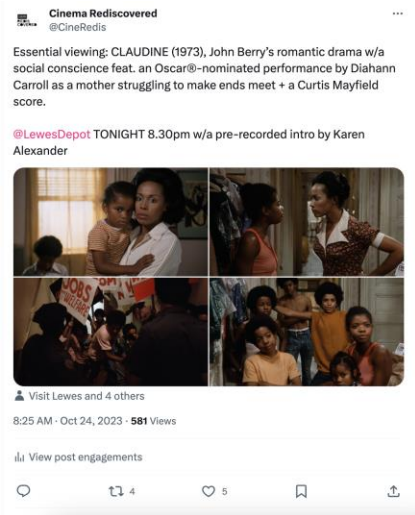 Cinema Rediscovered
@CineRedis
Essential viewing: CLAUDINE (1973), John Berry's romantic drama w/a
social conscience feat. an Oscar®-nominated performance by Diahann
Carroll as a mother struggling to make ends meet + a Curtis Mayfield
score.
@LewesDepot TONIGHT 8.30pm w/a pre-recorded intro by Karen
Alexander
JOBS
Visit Lewes and 4 others
8:25 AM · Oct 24, 2023 · 581 Views
View post engagements
4
5